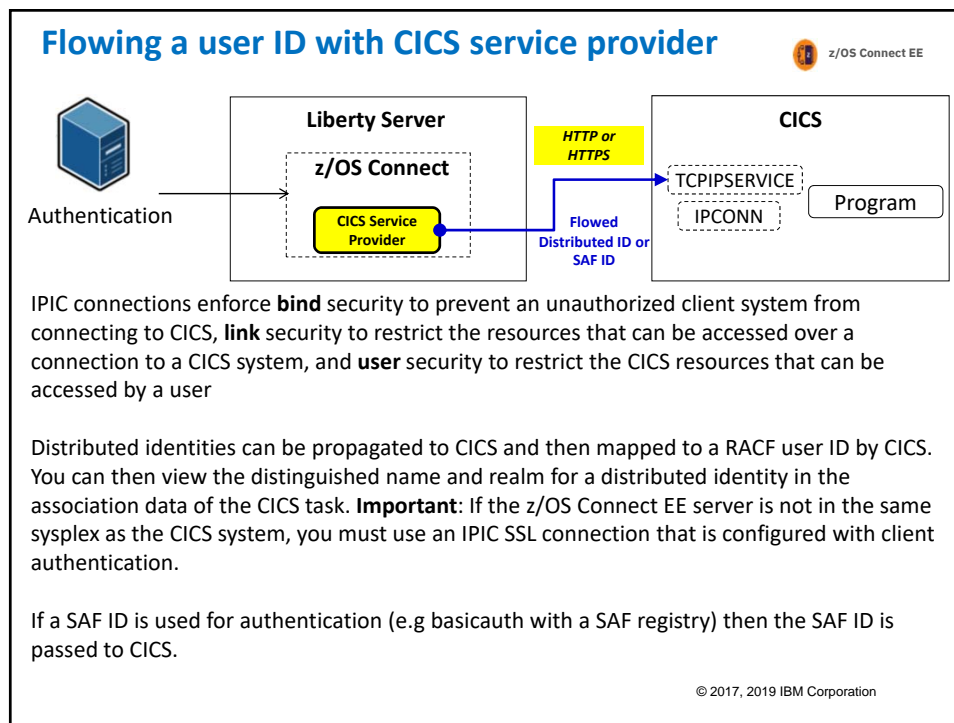 Flowing a user ID with CICS service provider
z/OS Connect EE
Liberty Server
z/OS Connect
CICS Service
Provider
Authentication
HTTP or
HTTPS
Flowed
Distributed ID or
SAF ID
CICS
TCPIPSERVICE
IPCONN
Program
IPIC connections enforce bind security to prevent an unauthorized client system from
connecting to CICS, link security to restrict the resources that can be accessed over a
connection to a CICS system, and user security to restrict the CICS resources that can be
accessed by a user
Distributed identities can be propagated to CICS and then mapped to a RACF user ID by CICS.
You can then view the distinguished name and realm for a distributed identity in the
association data of the CICS task. Important: If the z/OS Connect EE server is not in the same
sysplex as the CICS system, you must use an IPIC SSL connection that is configured with client
authentication.
If a SAF ID is used for authentication (e.g basicauth with a SAF registry) then the SAF ID is
passed to CICS.
© 2017, 2019 IBM Corporation